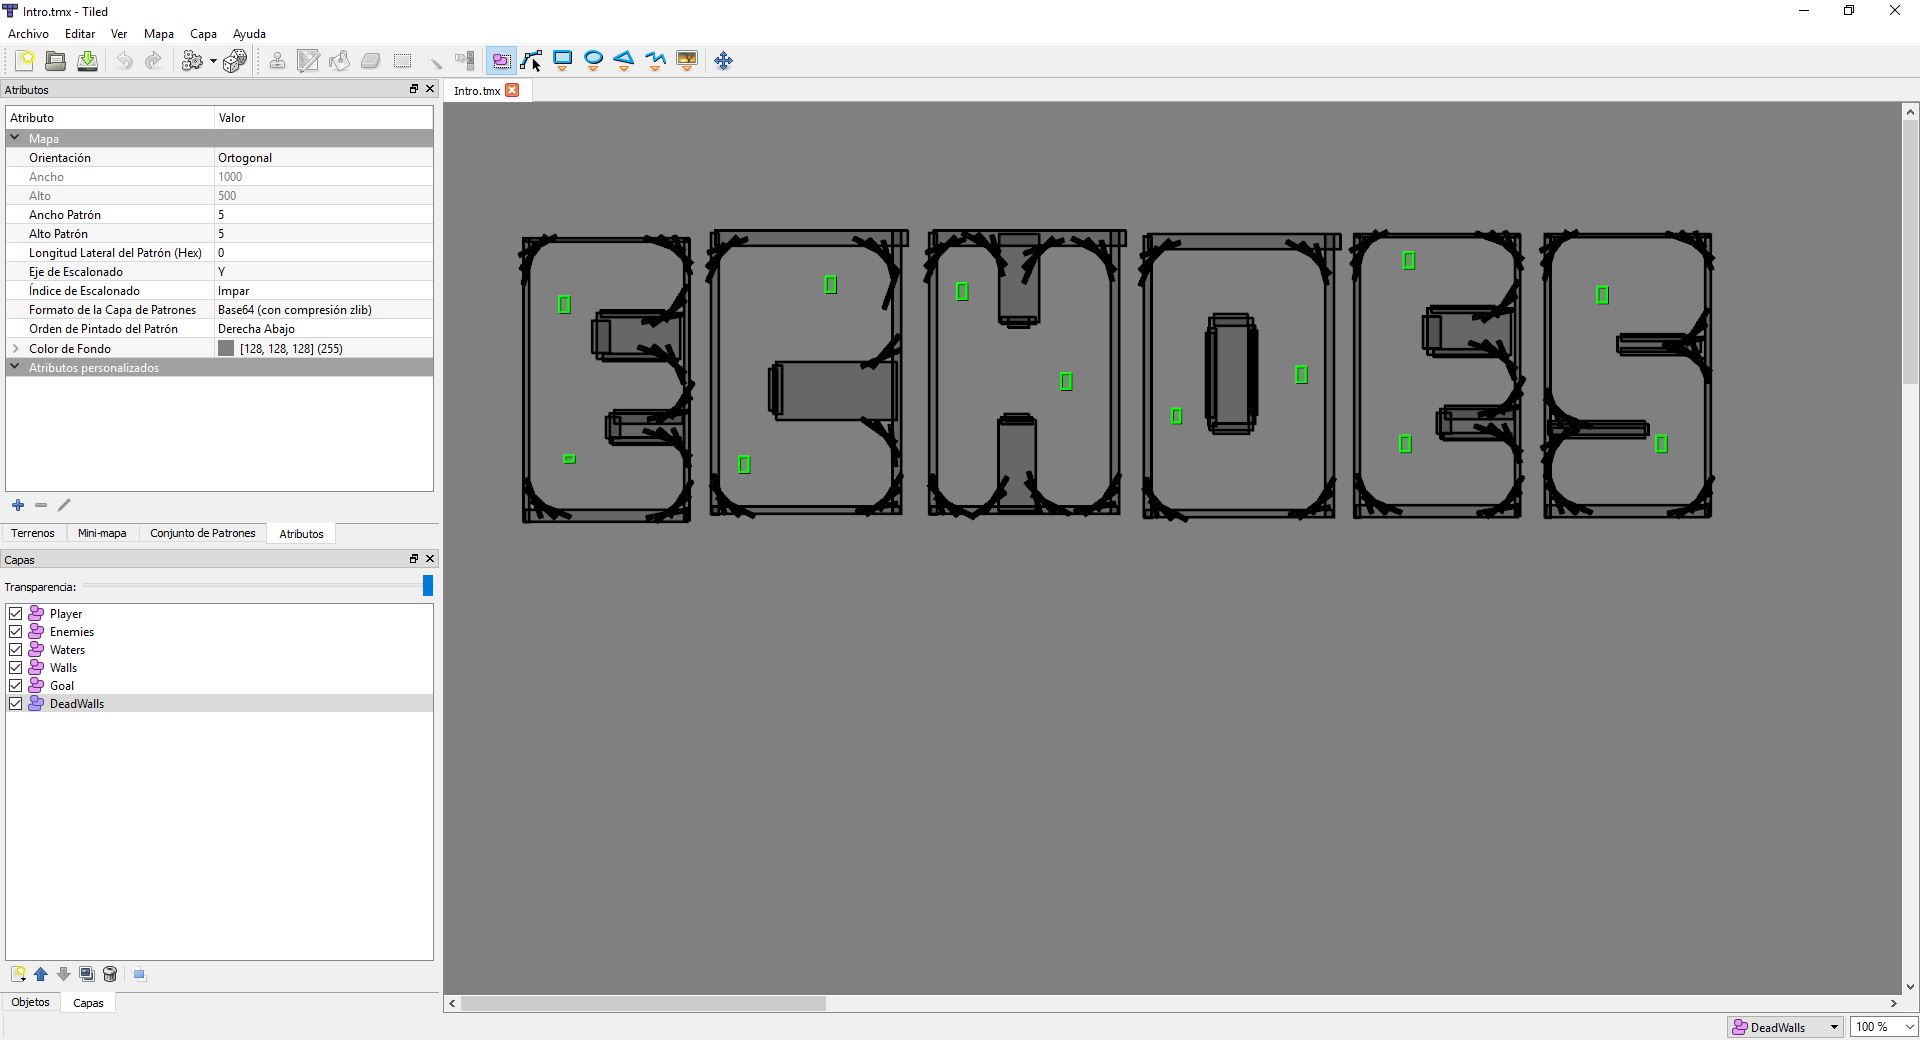 Intro.tmx - Tiled
Archivo Editar Ver Mapa Capa Ayuda
Atributos
Intro.tmx
Atributo Valor
Mapa
Orientación Ortogonal
Ancho 1000
Alto 500
Ancho Patrón 5
Alto Patrón 5
Longitud Lateral del Patrón (Hex) 0
Eje de Escalonado Y
Índice de Escalonado Impar
Formato de la Capa de Patrones Base64 (con compresión zlib)
Orden de Pintado del Patrón Derecha Abajo
Color de Fondo [128, 128, 128] (255)
Atributos personalizados
ECHOES
Terrenos Mini-mapa Conjunto de Patrones Atributos
Capas
Transparencia:
Player
Enemies
Waters
Walls
Goal
DeadWalls
Objetos Capas
DeadWalls 100 %